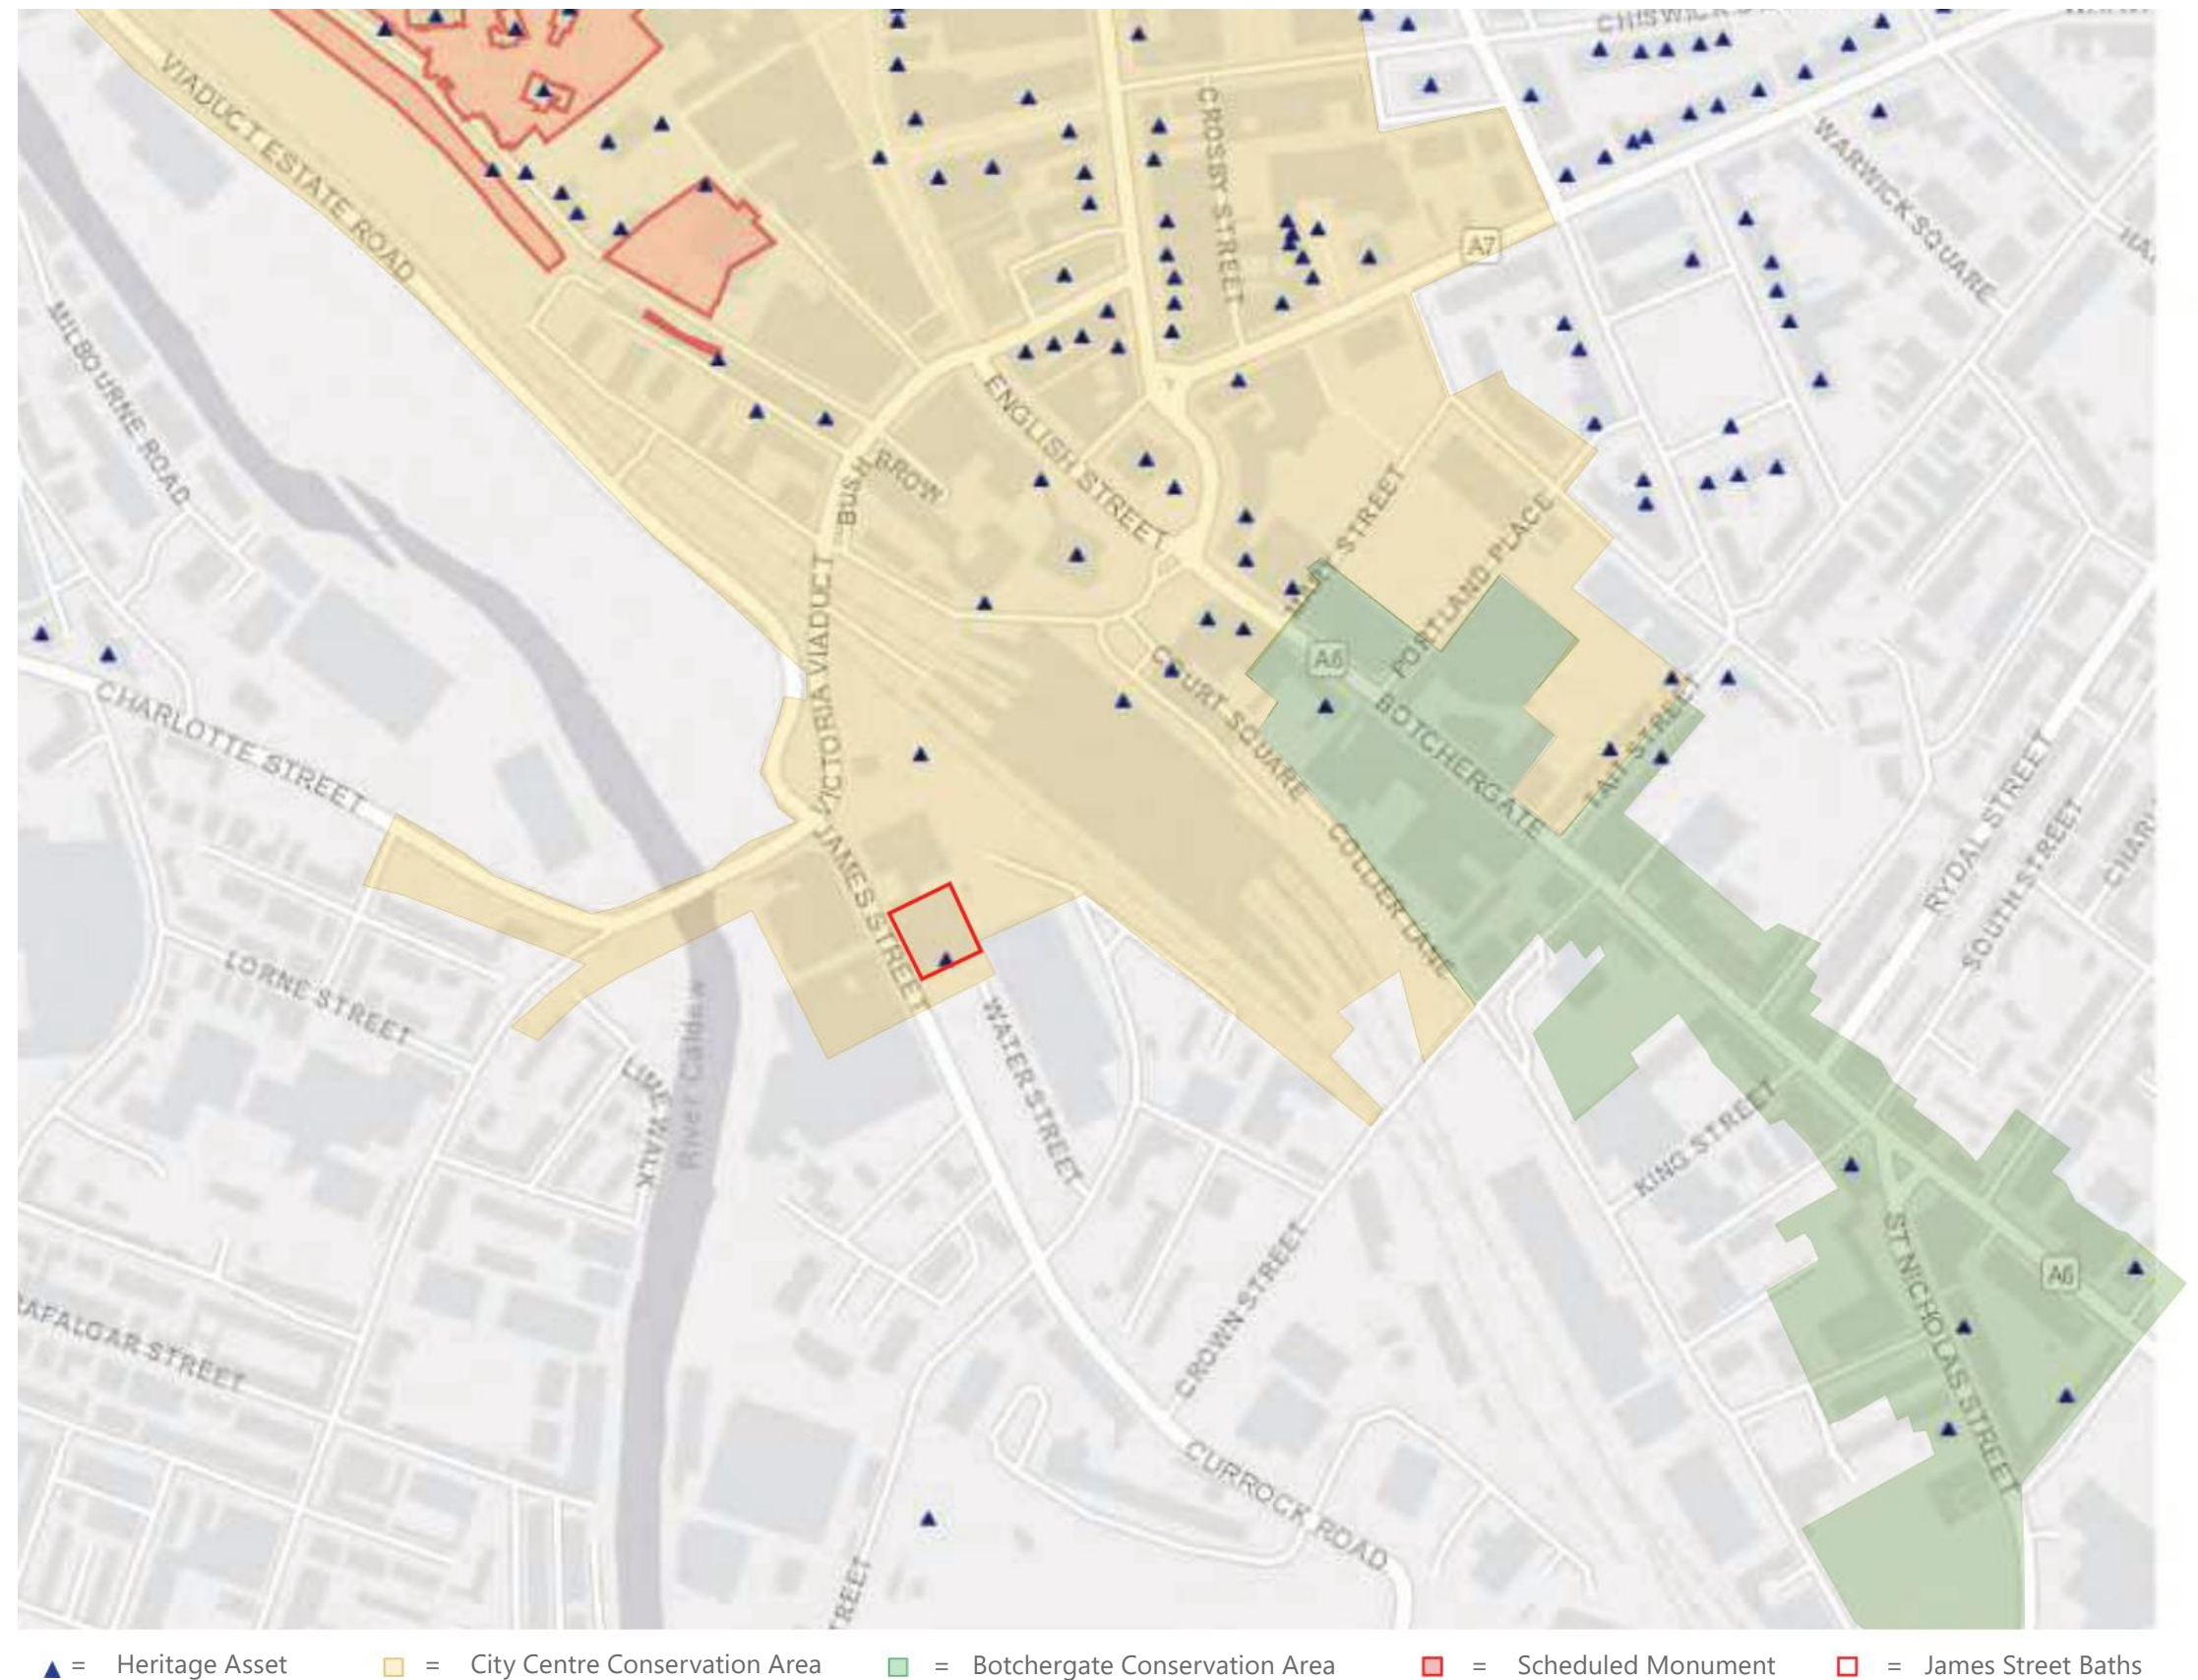 CHISWICK
VIADUCT ESTATE ROAD
CROSBY STREET
WARWICK SQUARE
A7
MILBOURNE ROAD
ENGLISH STREET
BUSH BROW
STREET
PORTLAND PLACE
VICTORIA VIADUCT
A6
COURT SQUARE
BOTCHERGATE
TAIT STREET
CHARLOTTE STREET
JAMES STREET
COLLIER LANE
RYDAL STREET
SOUTH STREET
LORNE STREET
LIME WALK
River Caldew
WATER STREET
KING STREET
CROWN STREET
ST NICHOLAS STREET
A6
RAFALGAR STREET
CURROCK ROAD
TREET
= Heritage Asset = City Centre Conservation Area = Botchergate Conservation Area = Scheduled Monument = James Street Baths